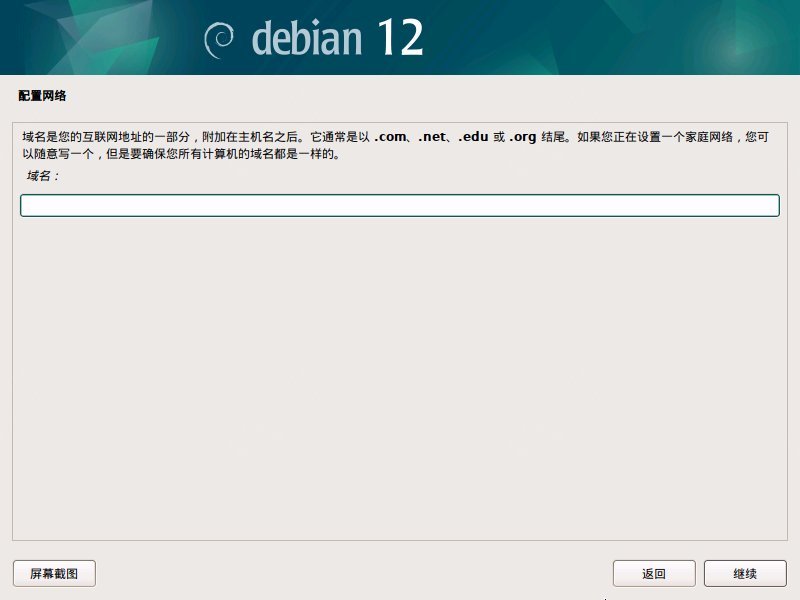 debian 12
配置网络
域名是您的互联网地址的一部分，附加在主机名之后。它通常是以 .com、.net、.edu 或 .org 结尾。如果您正在设置一个家庭网络，您可
以随意写一个，但是要确保您所有计算机的域名都是一样的。
域名：
屏幕截图
返回
继续